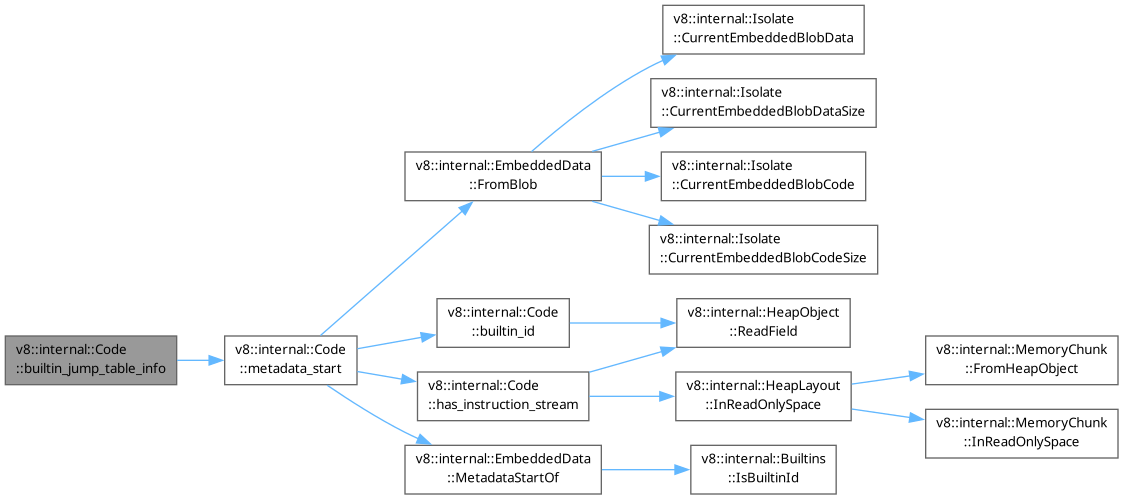 v8::internal::Isolate
::CurrentEmbeddedBlobData
v8::internal::Isolate
::CurrentEmbeddedBlobDataSize
v8::internal::EmbeddedData
::FromBlob
v8::internal::Isolate
::CurrentEmbeddedBlobCode
v8::internal::Isolate
::CurrentEmbeddedBlobCodeSize
v8::internal::Code
::builtin_id
v8::internal::HeapObject
::ReadField
v8::internal::Code
::builtin_jump_table_info
v8::internal::Code
::metadata_start
v8::internal::MemoryChunk
::FromHeapObject
v8::internal::Code
::has_instruction_stream
v8::internal::HeapLayout
::InReadOnlySpace
v8::internal::MemoryChunk
::InReadOnlySpace
v8::internal::EmbeddedData
::MetadataStartOf
v8::internal::Builtins
::IsBuiltinId